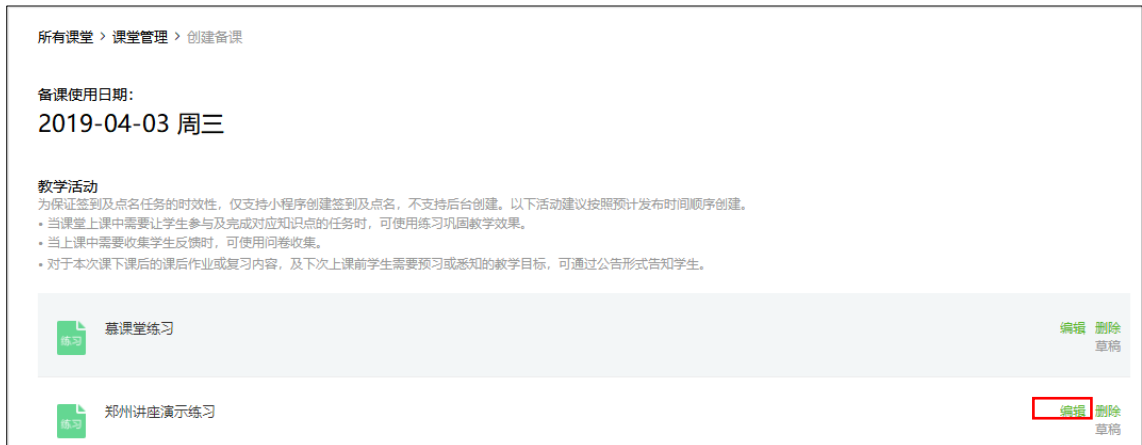 所有课堂 > 课堂管理 > 创建备课
备课使用日期：
2019-04-03 周三
教学活动
为保证签到及点名任务的时效性，仅支持小程序创建签到及点名，不支持后台创建。以下活动建议按照预计发布时间顺序创建。
• 当课堂上课中需要让学生参与及完成对应知识点的任务时，可使用练习巩固教学效果。
• 当上课中需要收集学生反馈时，可使用问卷收集。
• 对于本次课下课后的课后作业或复习内容，及下次上课前学生需要预习或悉知的教学目标，可通过公告形式告知学生。
练习 慕课堂练习 编辑 删除
草稿
练习 郑州讲座演示练习 编辑 删除
草稿